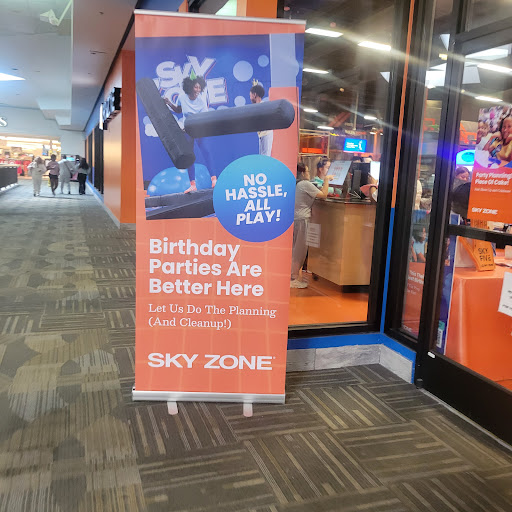 SKY
ZONE
NO
HASSLE,
ALL
PLAY!
Birthday
Parties Are
Better Here
Let Us Do The Planning
(And Cleanup!)
SKY ZONE
Party Planning?
Piece Of Cake!
SKY ZONE